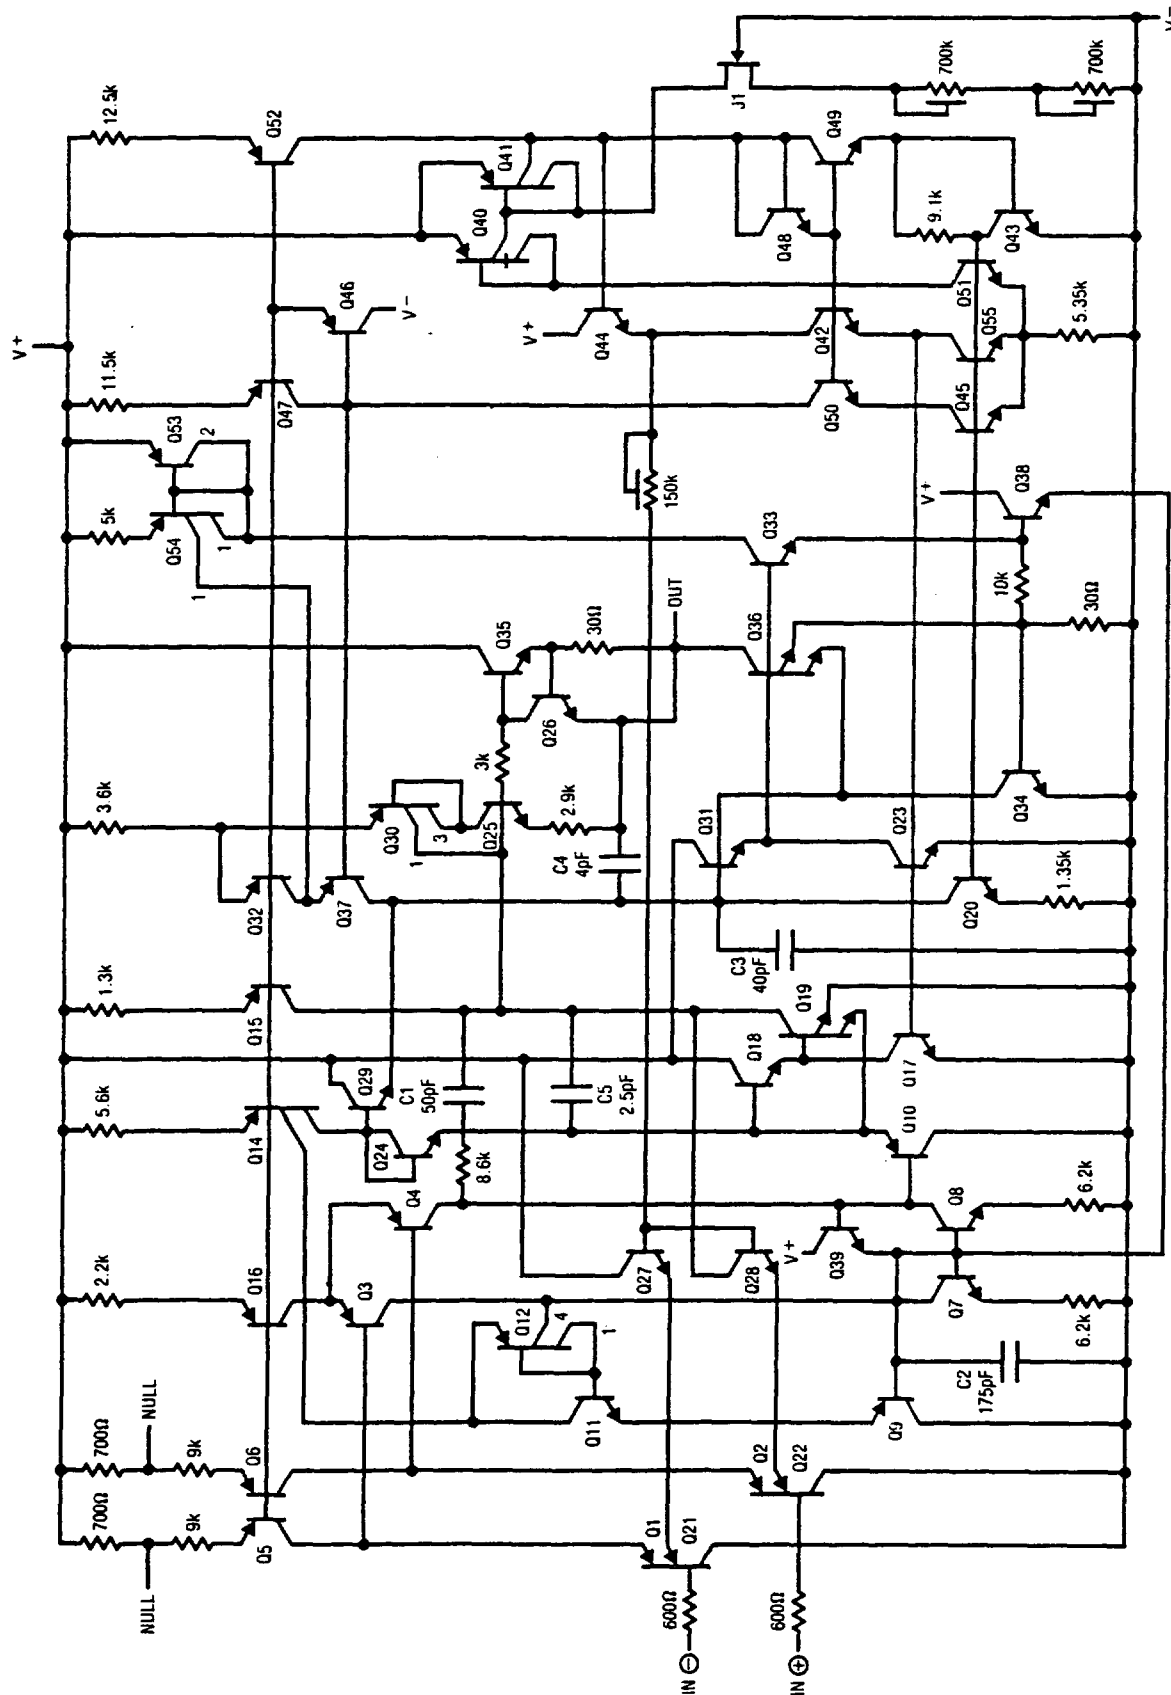 V+
700Ω
700Ω
2.2k
5.6k
1.3k
3.6k
5k
11.5k
12.5k
NULL
NULL
9k
9k
Q5
Q6
Q16
Q14
Q15
Q32
Q54
Q53
2
1
1
Q47
Q46
V-
Q52
Q3
Q4
Q29
Q24
Q37
Q30
3
1
Q25
3k
Q35
Q26
30Ω
2.9k
Q40
Q41
C1
50pF
8.6k
C5
2.5pF
C4
4pF
OUT
150k
V+
Q44
Q48
Q49
J1
700k
700k
Q12
4
1
Q11
Q27
Q28
Q1
Q21
Q2
Q22
600Ω
600Ω
IN ⊖
IN ⊕
Q18
Q19
C3
40pF
Q31
Q36
Q33
Q50
Q42
V+
Q39
Q10
Q17
Q20
Q23
Q34
10k
V+
Q38
Q45
Q55
Q51
9.1k
Q43
Q9
Q7
Q8
C2
175pF
6.2k
6.2k
1.35k
30Ω
5.35k
V-